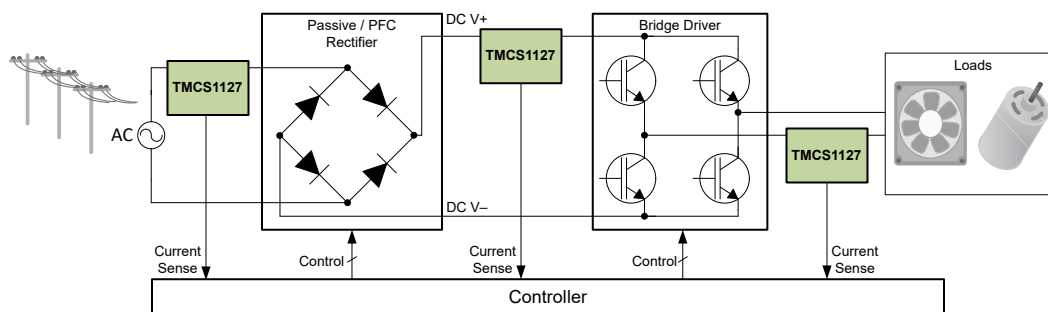 DC V+
Passive / PFC
Rectifier
Bridge Driver
Loads
TMCS1127
TMCS1127
AC
TMCS1127
DC V–
Current
Sense
Control
Current
Sense
Control
Current
Sense
Controller